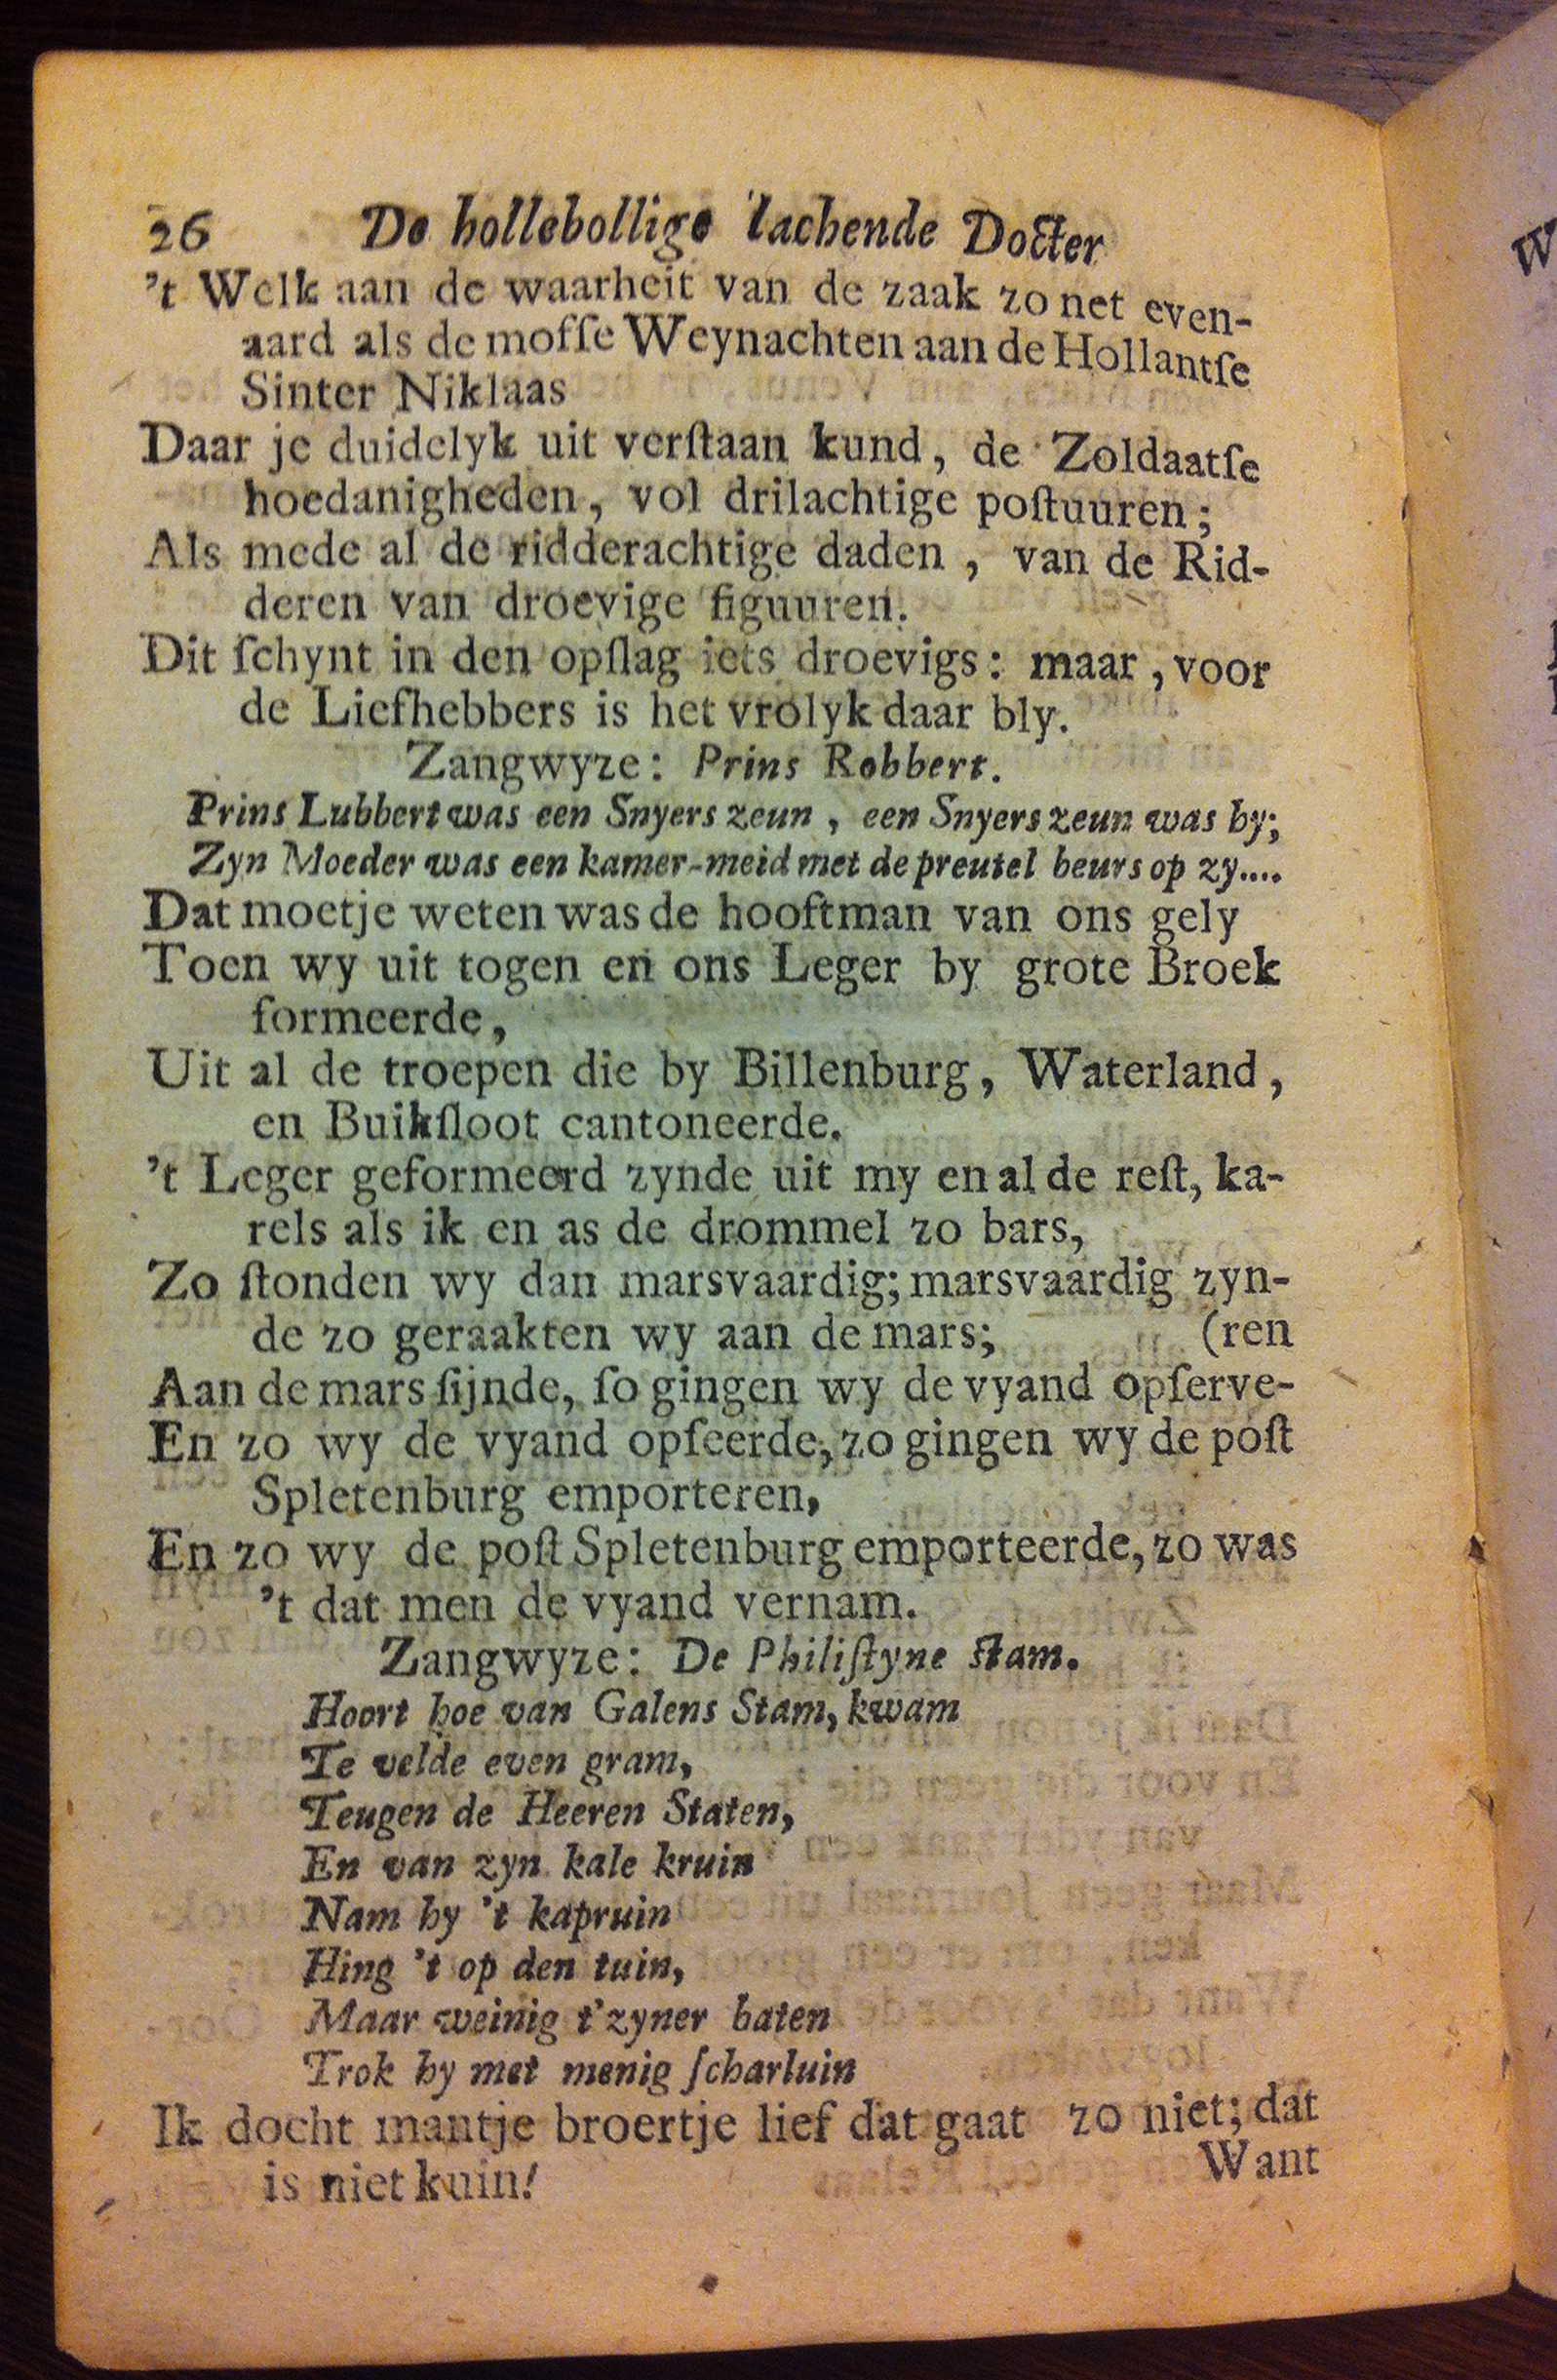 26 De hollebollige lachende Docter
't Welk aan de waarheit van de zaak zo net even-
aard als de mofſe Weynachten aan de Hollantſe
Sinter Niklaas
Daar je duidelyk uit verſtaan kund, de Zoldaatſe
hoedanigheden, vol drilachtige poſtuuren;
Als mede al de ridderachtige daden, van de Rid-
deren van droevige figuuren.
Dit ſchynt in den opſlag iets droevigs: maar, voor
de Liefhebbers is het vrolyk daar bly.
Zangwyze: Prins Robbert.
Prins Lubbert was een Snyers zeun, een Snyers zeun was hy;
Zyn Moeder was een kamer-meid met de preutel beurs op zy....
Dat moetje weten was de hooftman van ons gely
Toen wy uit togen en ons Leger by grote Broek
formeerde,
Uit al de troepen die by Billenburg, Waterland,
en Buikſloot cantoneerde.
't Leger geformeerd zynde uit my en al de reſt, ka-
rels als ik en as de drommel zo bars,
Zo ſtonden wy dan marsvaardig; marsvaardig zyn-
de zo geraakten wy aan de mars; (ren
Aan de mars ſijnde, ſo gingen wy de vyand opſerve-
En zo wy de vyand opſeerde, zo gingen wy de poſt
Spletenburg emporteren,
En zo wy de poſt Spletenburg emporteerde, zo was
't dat men de vyand vernam.
Zangwyze: De Philiſtyne ſtam.
Hoort hoe van Galens Stam, kwam
Te velde even gram,
Teugen de Heeren Staten,
En van zyn kale kruin
Nam hy 't kapruin
Hing 't op den tuin,
Maar weinig t'zyner baten
Trok hy met menig ſcharluin
Ik docht mantje broertje lief dat gaat zo niet; dat
is niet kuin!
Want